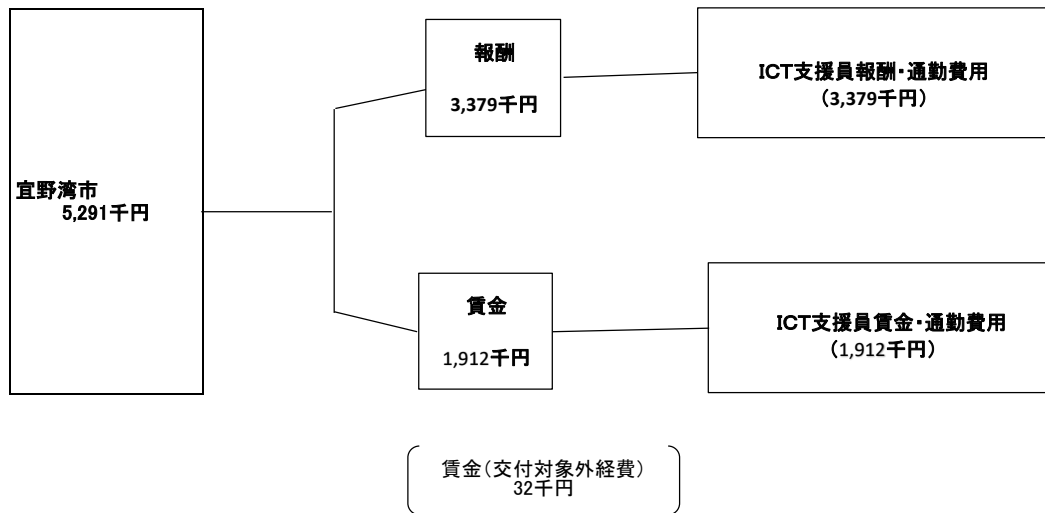 宜野湾市
5,291千円
報酬
3,379千円
ICT支援員報酬・通勤費用
(3,379千円)
賃金
1,912千円
ICT支援員賃金・通勤費用
(1,912千円)
賃金(交付対象外経費)
32千円